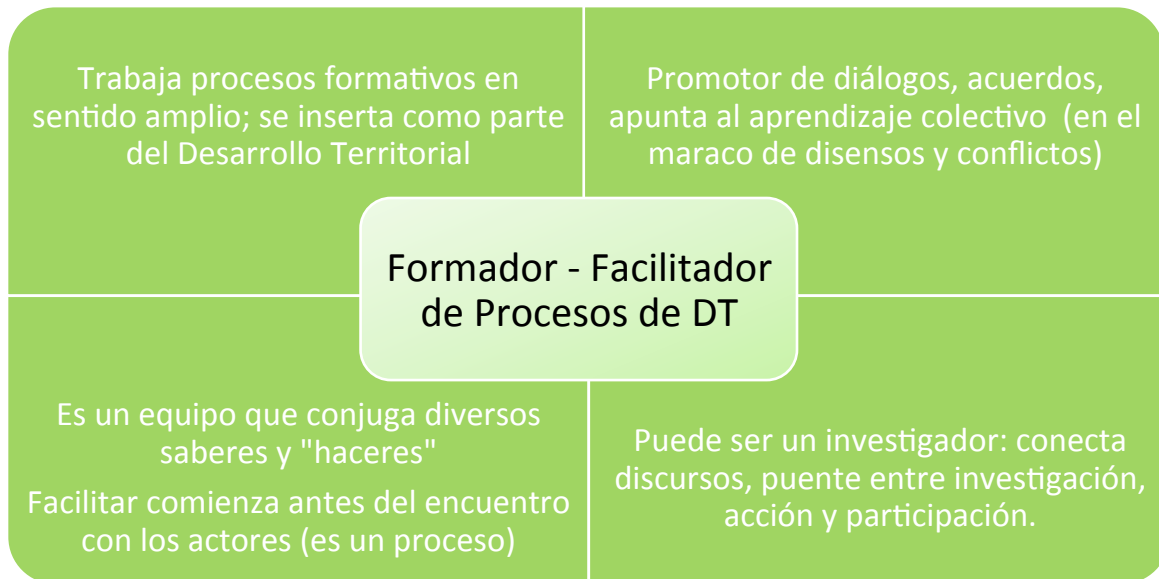 Trabaja procesos formativos en
sentido amplio; se inserta como parte
del Desarrollo Territorial
Promotor de diálogos, acuerdos,
apunta al aprendizaje colectivo (en el
maraco de disensos y conflictos)
Formador - Facilitador
de Procesos de DT
Es un equipo que conjuga diversos
saberes y "haceres"
Facilitar comienza antes del encuentro
con los actores (es un proceso)
Puede ser un investigador: conecta
discursos, puente entre investigación,
acción y participación.